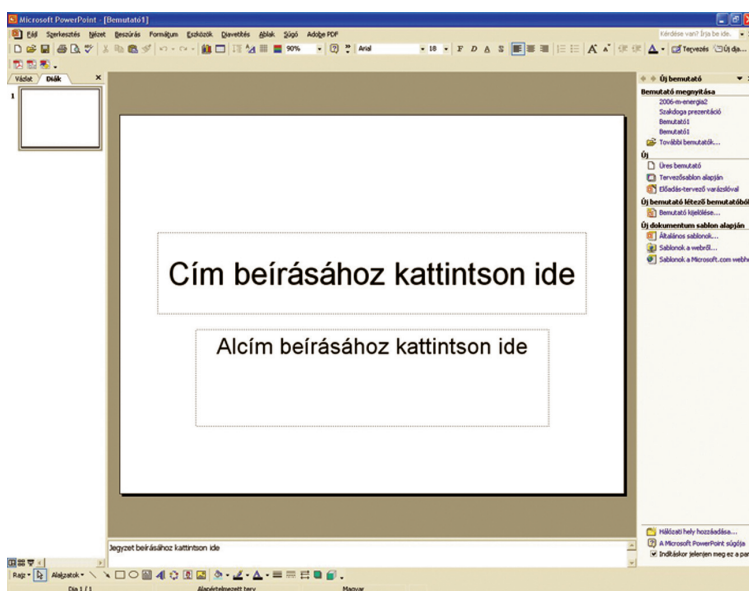 Microsoft PowerPoint - [Bemutató1]
Fájl Szerkesztés Nézet Beszúrás Formátum Eszközök Diavetítés Ablak Súgó Adobe PDF
Kérdése van? Írja be ide.
90% Arial 18 F D A S Tervezés Új dia...
Vázlat Diák
1
Cím beírásához kattintson ide
Alcím beírásához kattintson ide
Jegyzet beírásához kattintson ide
Új bemutató
Bemutató megnyitása
2006-m-energia2
Szakdoga prezentáció
Bemutató1
Bemutató1
További bemutatók...
Új
Üres bemutató
Tervezősablon alapján
Előadás-tervező varázslóval
Új bemutató létező bemutatóból
Bemutató kijelölése...
Új dokumentum sablon alapján
Általános sablonok...
Sablonok a webről...
Sablonok a Microsoft.com webhe
Hálózati hely hozzáadása...
A Microsoft PowerPoint súgója
Indításkor jelenjen meg ez a pan
Rajz Alakzatok
Dia 1 / 1 Alapértelmezett terv Magyar